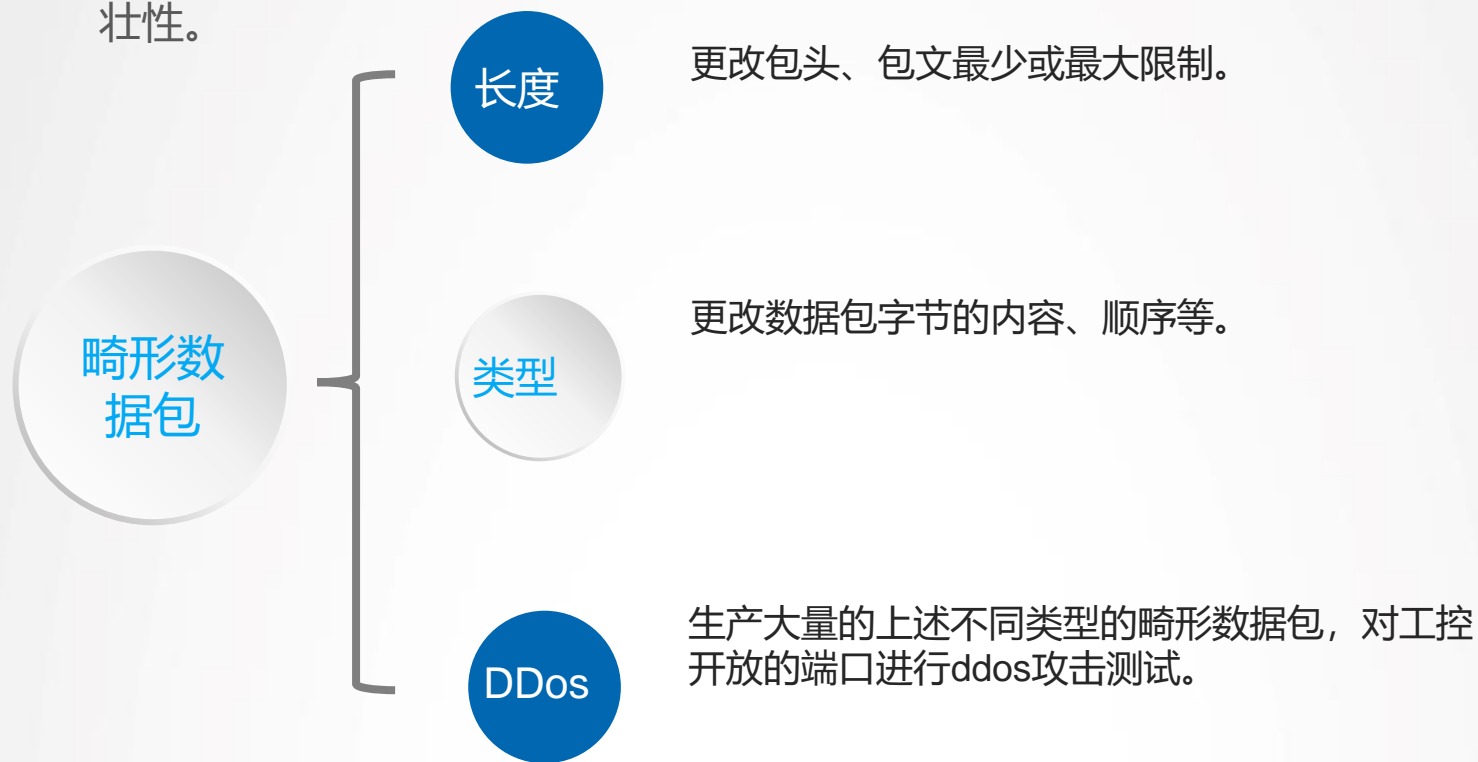 壮性。
长度
更改包头、包文最少或最大限制。
畸形数
据包
类型
更改数据包字节的内容、顺序等。
DDos
生产大量的上述不同类型的畸形数据包，对工控
开放的端口进行ddos攻击测试。